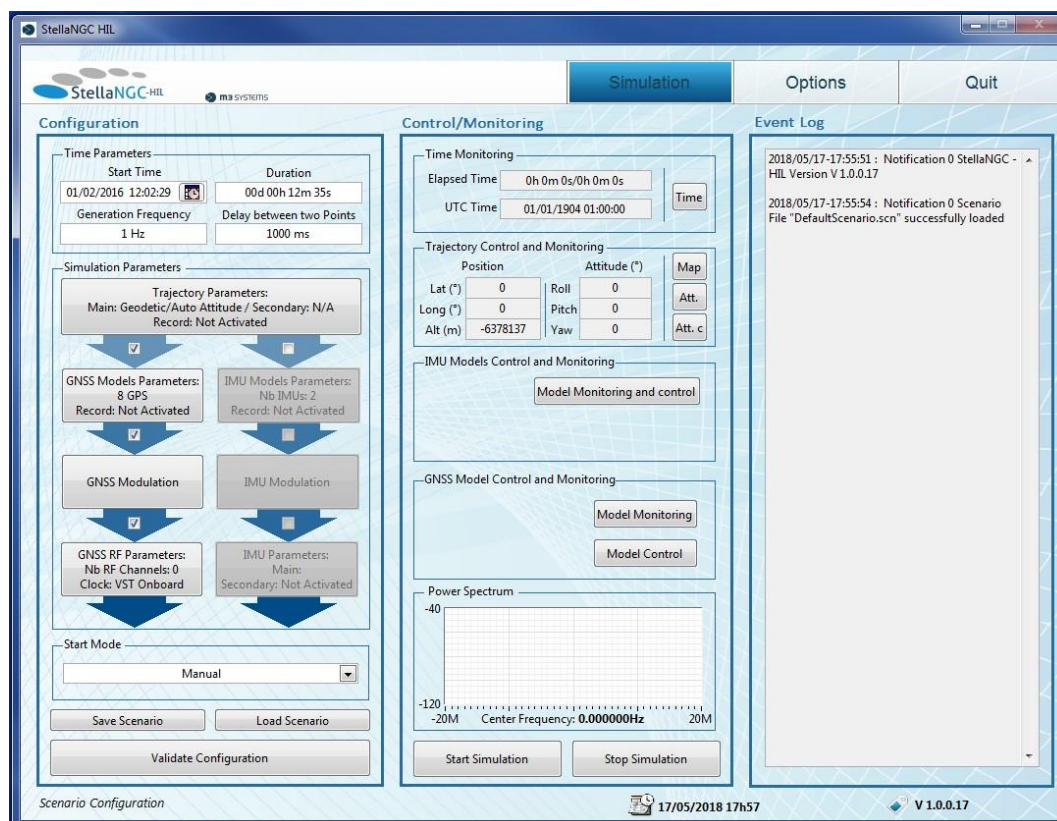 StellaNGC HIL
StellaNGC-HIL
m3 systems
Simulation
Options
Quit
Configuration
Time Parameters
Start Time
Duration
01/02/2016 12:02:29
00d 00h 12m 35s
Generation Frequency
Delay between two Points
1 Hz
1000 ms
Simulation Parameters
Trajectory Parameters:
Main: Geodetic/Auto Attitude / Secondary: N/A
Record: Not Activated
GNSS Models Parameters:
8 GPS
Record: Not Activated
IMU Models Parameters:
Nb IMUs: 2
Record: Not Activated
GNSS Modulation
IMU Modulation
GNSS RF Parameters:
Nb RF Channels: 0
Clock: VST Onboard
IMU Parameters:
Main:
Secondary: Not Activated
Start Mode
Manual
Save Scenario
Load Scenario
Validate Configuration
Control/Monitoring
Time Monitoring
Elapsed Time
0h 0m 0s/0h 0m 0s
UTC Time
01/01/1904 01:00:00
Time
Trajectory Control and Monitoring
Position
Attitude (°)
Lat (°)
0
Roll
0
Long (°)
0
Pitch
0
Alt (m)
-6378137
Yaw
0
Map
Att.
Att. c
IMU Models Control and Monitoring
Model Monitoring and control
GNSS Model Control and Monitoring
Model Monitoring
Model Control
Power Spectrum
-40
-120
-20M
Center Frequency: 0.000000Hz
20M
Start Simulation
Stop Simulation
Event Log
2018/05/17-17:55:51 : Notification 0 StellaNGC -
HIL Version V 1.0.0.17
2018/05/17-17:55:54 : Notification 0 Scenario
File "DefaultScenario.scn" successfully loaded
Scenario Configuration
17/05/2018 17h57
V 1.0.0.17